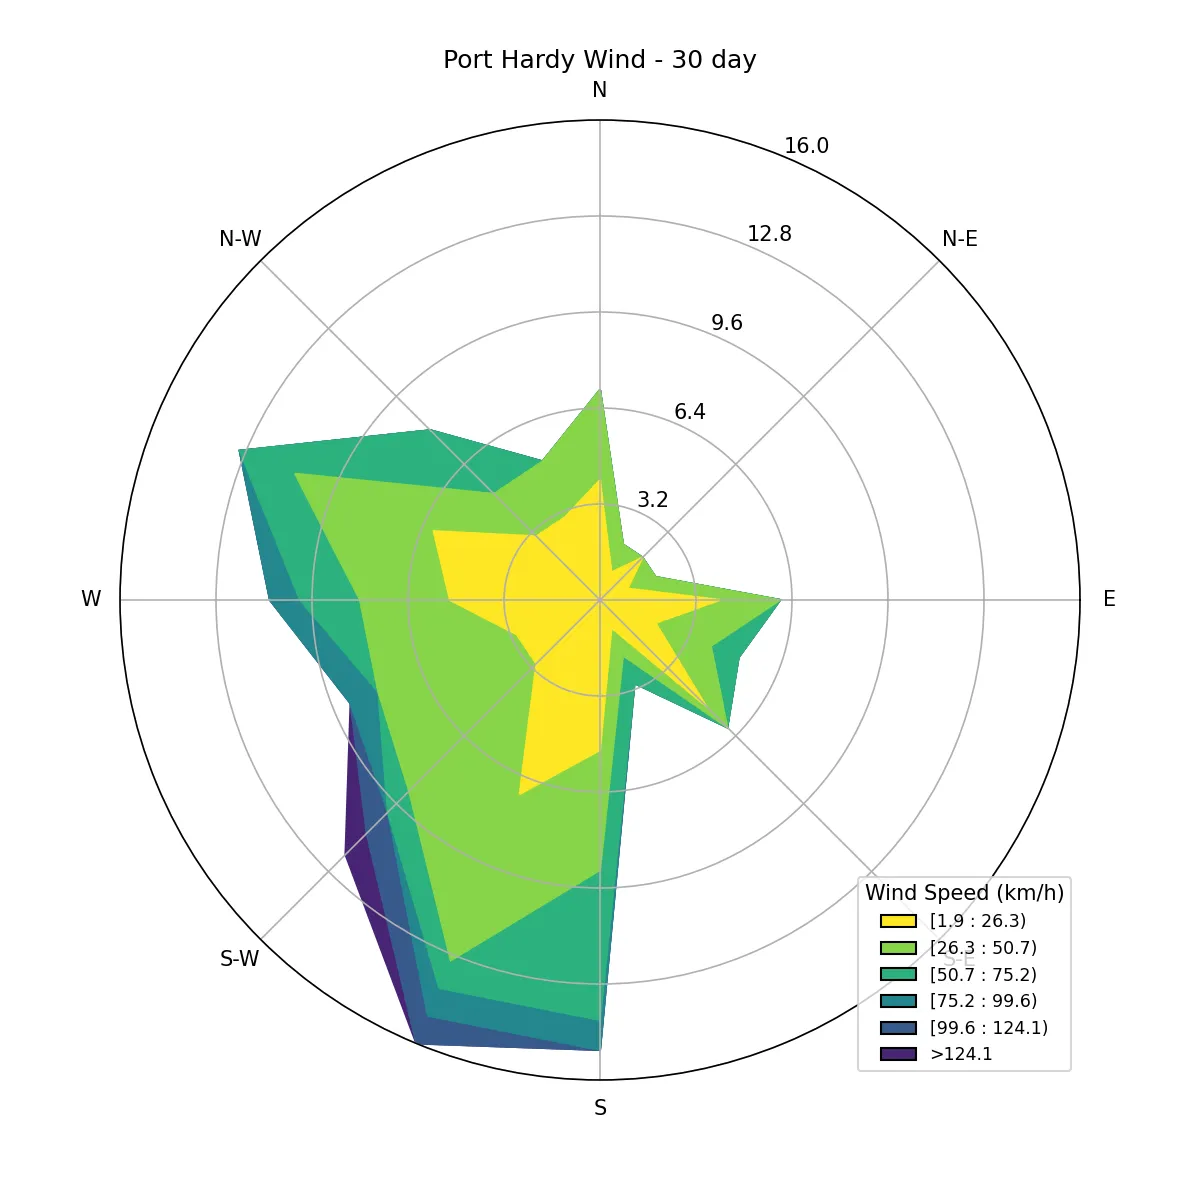 Port Hardy Wind - 30 day
N
16.0
N-W
12.8
N-E
9.6
6.4
3.2
W
E
S-W
S-E
S
Wind Speed (km/h)
[1.9 : 26.3)
[26.3 : 50.7)
[50.7 : 75.2)
[75.2 : 99.6)
[99.6 : 124.1)
>124.1